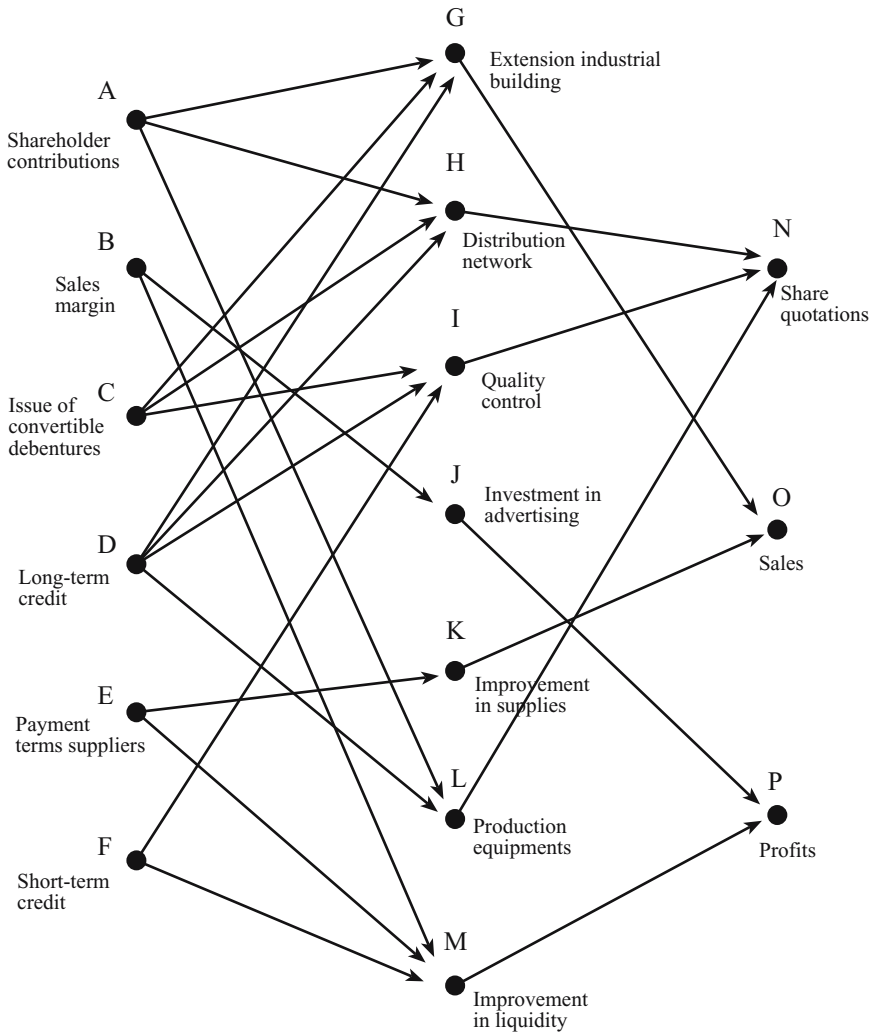 A
Shareholder
contributions
B
Sales
margin
C
Issue of
convertible
debentures
D
Long-term
credit
E
Payment
terms suppliers
F
Short-term
credit
G
Extension industrial
building
H
Distribution
network
I
Quality
control
J
Investment in
advertising
K
Improvement
in supplies
L
Production
equipments
M
Improvement
in liquidity
N
Share
quotations
O
Sales
P
Profits